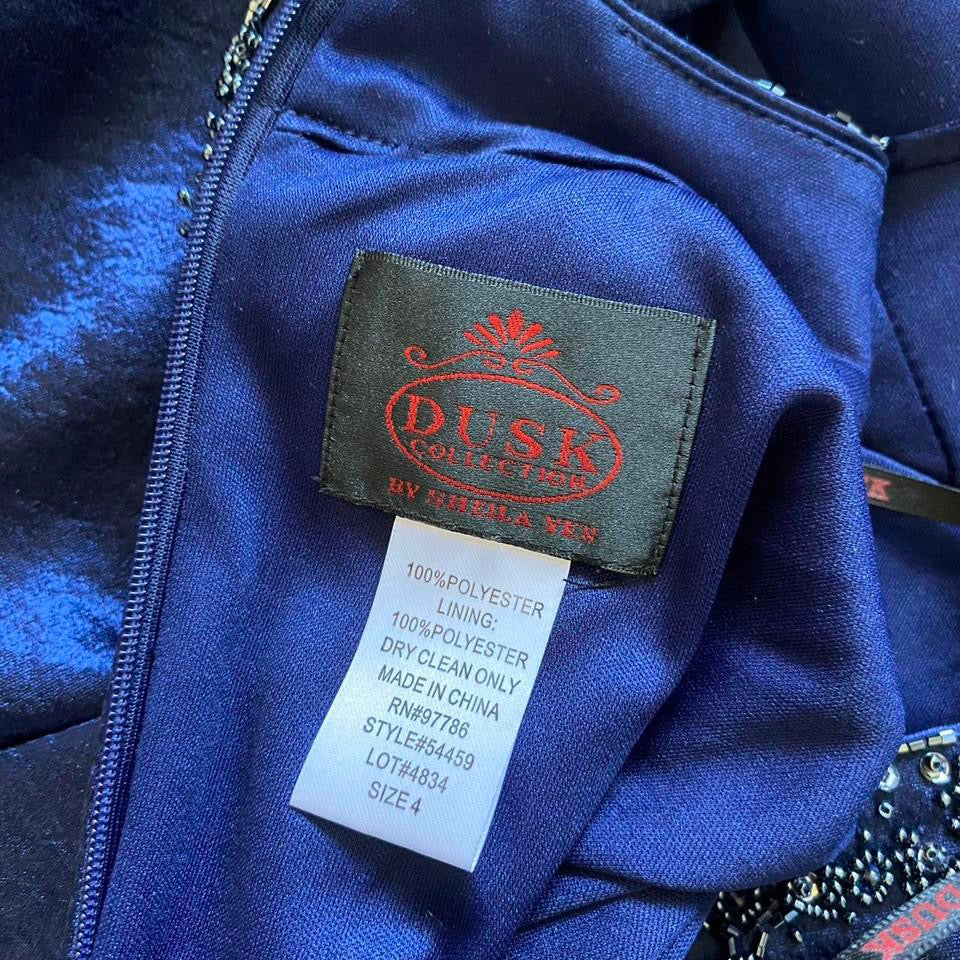 DUSK
COLLECTION
BY SHEILA YEN
100%POLYESTER
LINING:
100%POLYESTER
DRY CLEAN ONLY
MADE IN CHINA
RN#97786
STYLE#54459
LOT#4834
SIZE 4
DUSK